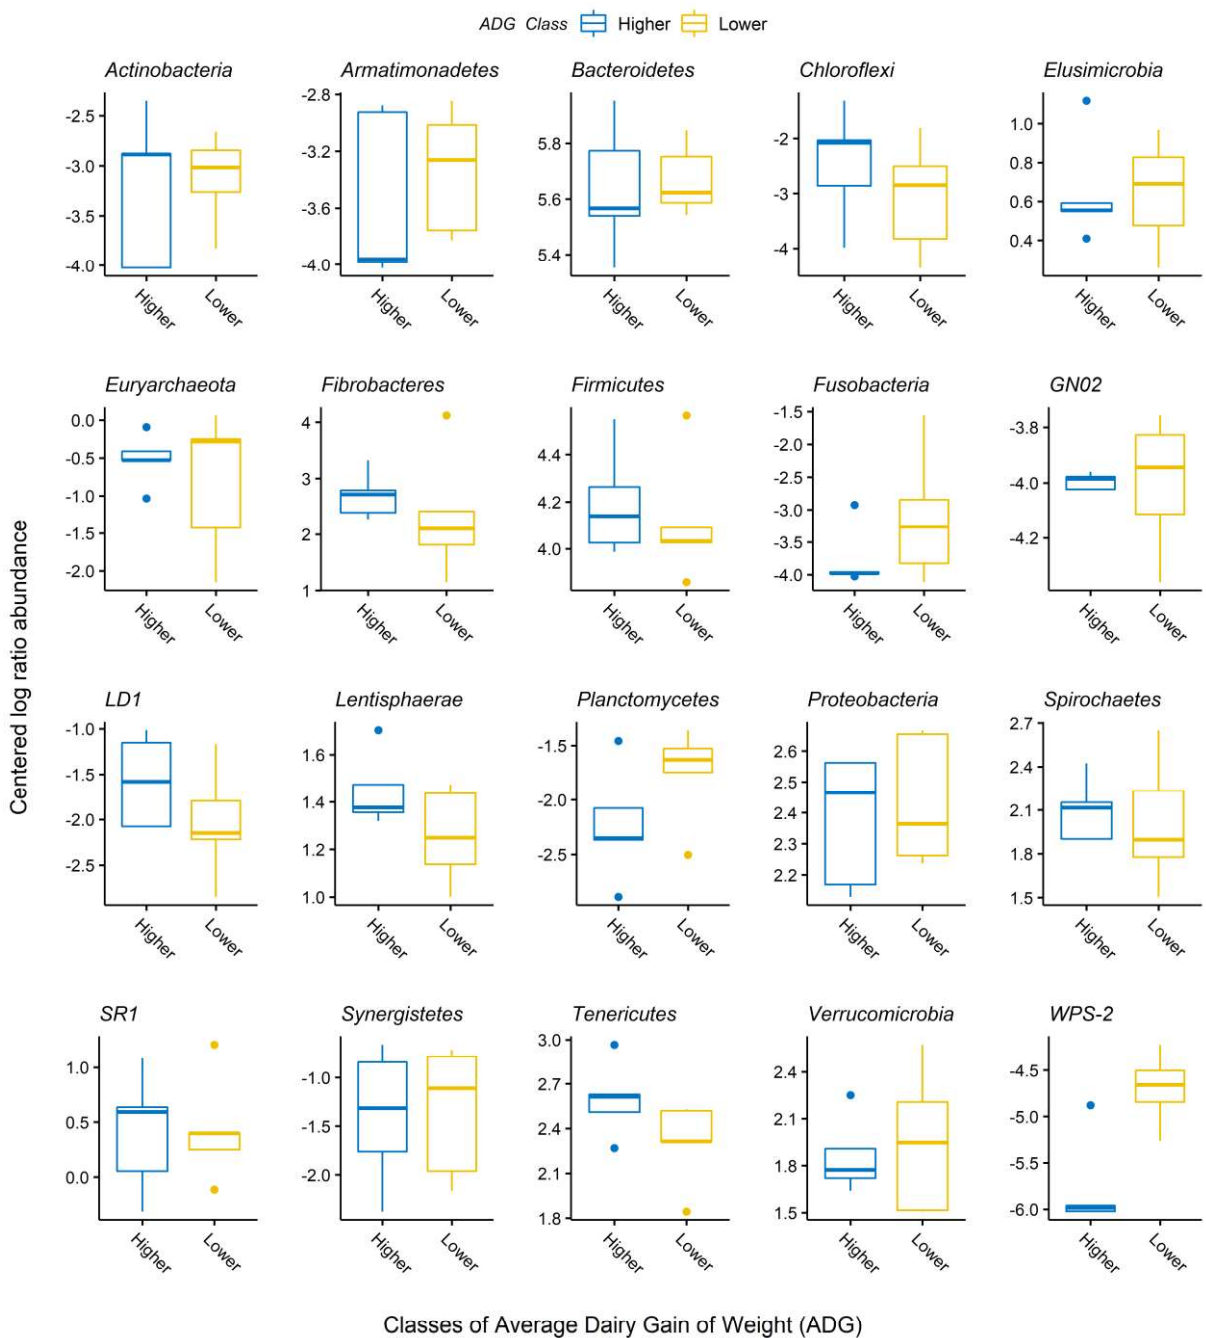 ADG Class Higher Lower
Actinobacteria Armatimonadetes Bacteroidetes Chloroflexi Elusimicrobia
-2.5
-3.0
-3.5
-4.0
Higher Lower
-2.8
-3.2
-3.6
-4.0
Higher Lower
5.8
5.6
5.4
Higher Lower
-2
-3
-4
Higher Lower
1.0
0.8
0.6
0.4
Higher Lower
Euryarchaeota Fibrobacteres Firmicutes Fusobacteria GN02
0.0
-0.5
-1.0
-1.5
-2.0
Higher Lower
4
3
2
1
Higher Lower
4.4
4.2
4.0
Higher Lower
-1.5
-2.0
-2.5
-3.0
-3.5
-4.0
Higher Lower
-3.8
-4.0
-4.2
Higher Lower
Centered log ratio abundance
LD1 Lentisphaerae Planctomycetes Proteobacteria Spirochaetes
-1.0
-1.5
-2.0
-2.5
Higher Lower
1.6
1.4
1.2
1.0
Higher Lower
-1.5
-2.0
-2.5
Higher Lower
2.6
2.5
2.4
2.3
2.2
Higher Lower
2.7
2.4
2.1
1.8
1.5
Higher Lower
SR1 Synergistetes Tenericutes Verrucomicrobia WPS-2
1.0
0.5
0.0
Higher Lower
-1.0
-1.5
-2.0
Higher Lower
3.0
2.7
2.4
2.1
1.8
Higher Lower
2.4
2.1
1.8
1.5
Higher Lower
-4.5
-5.0
-5.5
-6.0
Higher Lower
Classes of Average Dairy Gain of Weight (ADG)